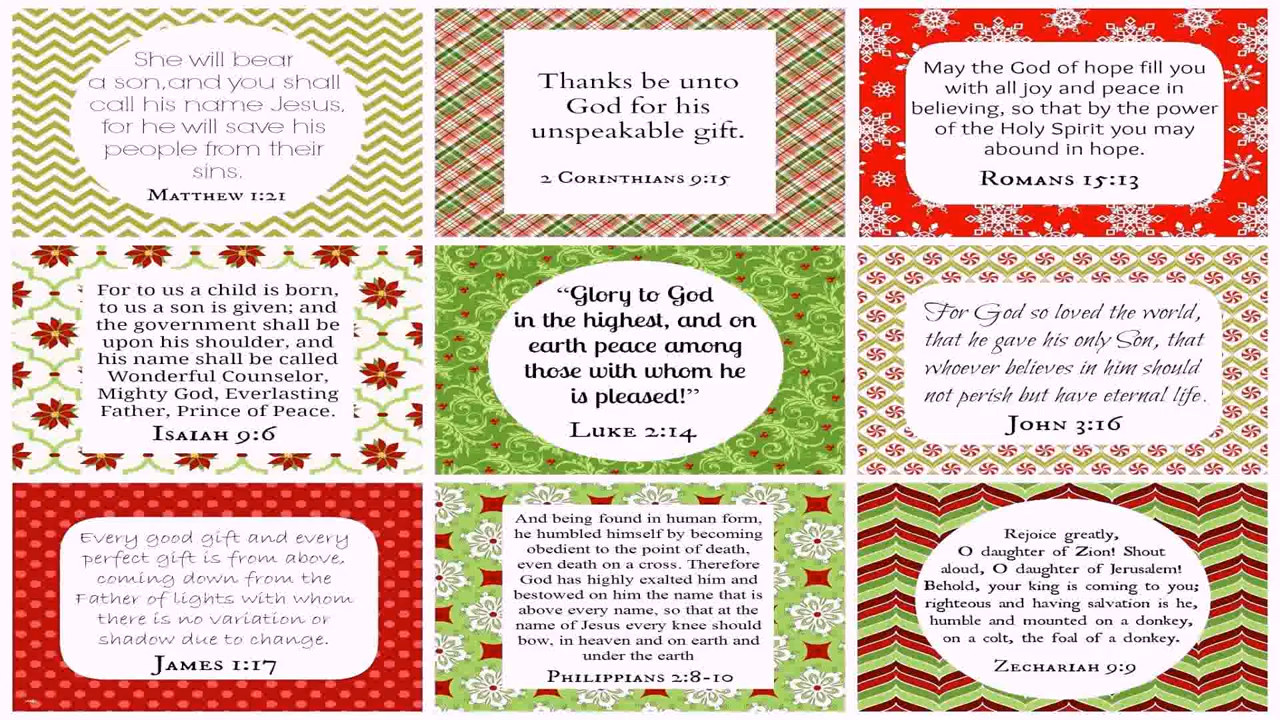 She will bear
a son,and you shall
call his name Jesus,
for he will save his
people from their
sins.
Matthew 1:21
Thanks be unto
God for his
unspeakable gift.
2 Corinthians 9:15
May the God of hope fill you
with all joy and peace in
believing, so that by the power
of the Holy Spirit you may
abound in hope.
Romans 15:13
For to us a child is born,
to us a son is given; and
the government shall be
upon his shoulder, and
his name shall be called
Wonderful Counselor,
Mighty God, Everlasting
Father, Prince of Peace.
Isaiah 9:6
“Glory to God
in the highest, and on
earth peace among
those with whom he
is pleased!”
Luke 2:14
For God so loved the world,
that he gave his only Son, that
whoever believes in him should
not perish but have eternal life.
John 3:16
Every good gift and every
perfect gift is from above,
coming down from the
Father of lights with whom
there is no variation or
shadow due to change.
James 1:17
And being found in human form,
he humbled himself by becoming
obedient to the point of death,
even death on a cross. Therefore
God has highly exalted him and
bestowed on him the name that is
above every name, so that at the
name of Jesus every knee should
bow, in heaven and on earth and
under the earth
Philippians 2:8-10
Rejoice greatly,
O daughter of Zion! Shout
aloud, O daughter of Jerusalem!
Behold, your king is coming to you;
righteous and having salvation is he,
humble and mounted on a donkey,
on a colt, the foal of a donkey.
Zechariah 9:9